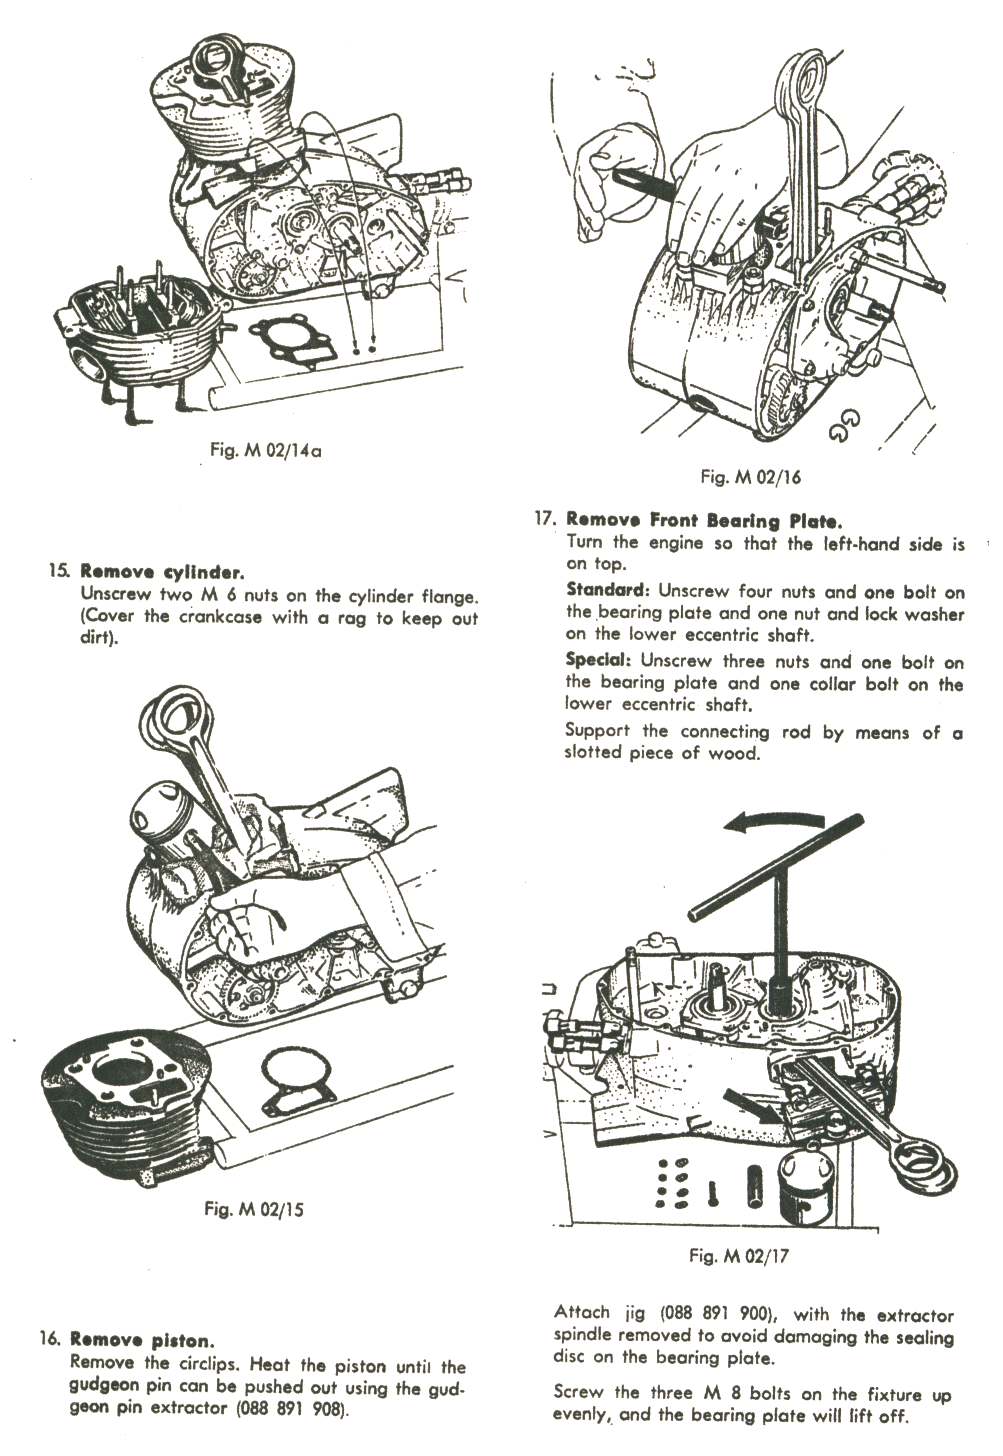 Fig. M 02/14a
15. Remove cylinder.
Unscrew two M 6 nuts on the cylinder flange.
(Cover the crankcase with a rag to keep out
dirt).
Fig. M 02/15
16. Remove piston.
Remove the circlips. Heat the piston until the
gudgeon pin can be pushed out using the gud-
geon pin extractor (088 891 908).
Fig. M 02/16
17. Remove Front Bearing Plate.
Turn the engine so that the left-hand side is
on top.
Standard: Unscrew four nuts and one bolt on
the bearing plate and one nut and lock washer
on the lower eccentric shaft.
Special: Unscrew three nuts and one bolt on
the bearing plate and one collar bolt on the
lower eccentric shaft.
Support the connecting rod by means of a
slotted piece of wood.
Fig. M 02/17
Attach jig (088 891 900), with the extractor
spindle removed to avoid damaging the sealing
disc on the bearing plate.
Screw the three M 8 bolts on the fixture up
evenly, and the bearing plate will lift off.